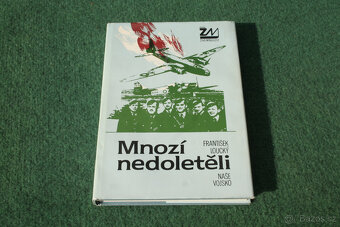 ZM
Mnozí
nedoletěli
FRANTIŠEK
LOUCKÝ
NAŠE
VOJSKO
Bazos.cz